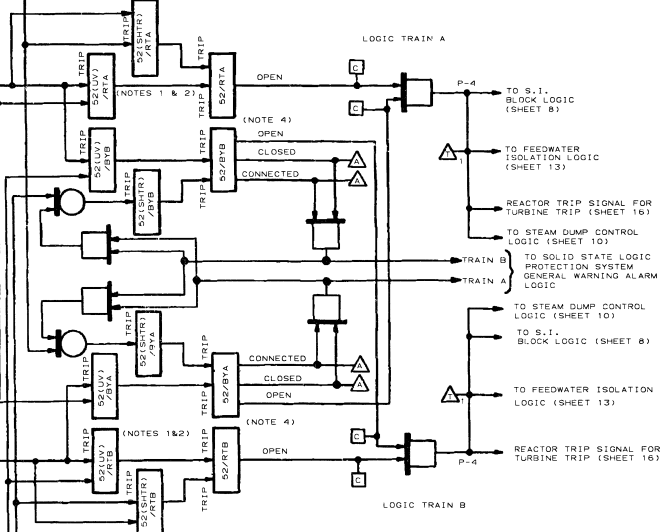 LOGIC TRAIN A
TRIP
52(SHTR)
/RTA
C
TRIP
52(UV)
/RTA
TRIP
52/RTA
TRIP
OPEN
P-4
TO S.I.
BLOCK LOGIC
(SHEET 8)
(NOTES 1 & 2)
C
(NOTE 4)
TRIP
52(UV)
/BYB
TRIP
52/BYB
TRIP
OPEN
CLOSED
A
CONNECTED
A
T
1
TO FEEDWATER
ISOLATION LOGIC
(SHEET 13)
TRIP
52(SHTR)
/BYB
REACTOR TRIP SIGNAL FOR
TURBINE TRIP (SHEET 16)
TO STEAM DUMP CONTROL
LOGIC (SHEET 10)
TRAIN B
TRAIN A
TO SOLID STATE LOGIC
PROTECTION SYSTEM
GENERAL WARNING ALARM
LOGIC
TO STEAM DUMP CONTROL
LOGIC (SHEET 10)
TO S.I.
BLOCK LOGIC (SHEET 8)
TRIP
52(SHTR)
/BYA
TRIP
52(UV)
/BYA
TRIP
52/BYA
TRIP
CONNECTED
A
CLOSED
A
OPEN
T
1
TO FEEDWATER ISOLATION
LOGIC (SHEET 13)
(NOTE 4)
(NOTES 1&2)
TRIP
52(UV)
/RTB
TRIP
52/RTB
TRIP
OPEN
C
C
P-4
REACTOR TRIP SIGNAL FOR
TURBINE TRIP (SHEET 16)
TRIP
52(SHTR)
/RTB
LOGIC TRAIN B